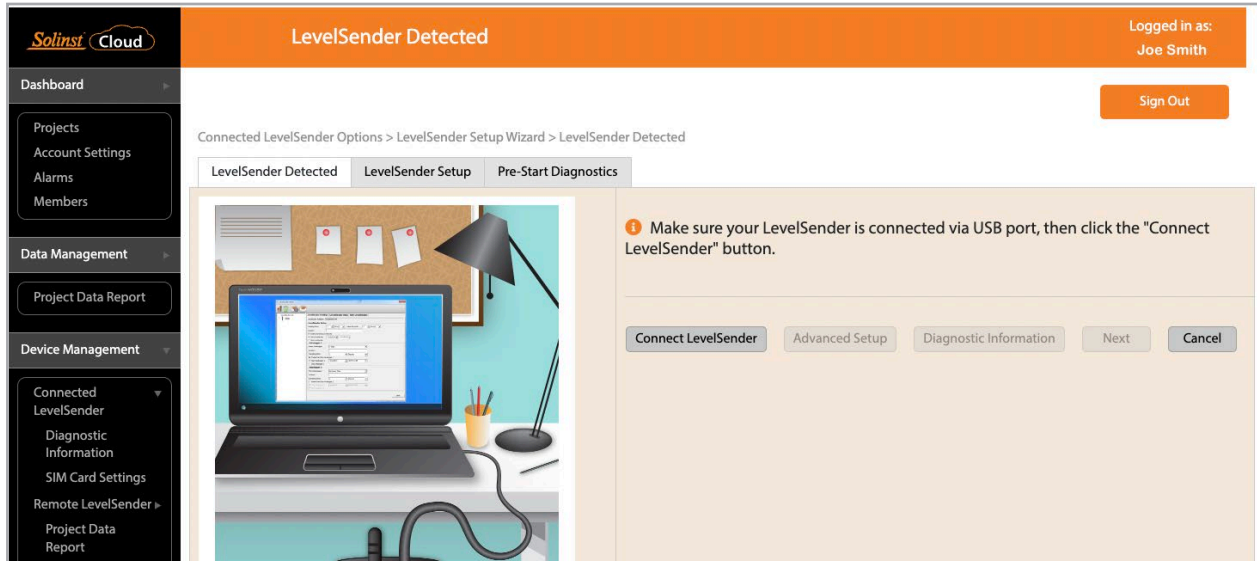 Solinst Cloud
LevelSender Detected
Logged in as:
Joe Smith
Sign Out
Dashboard
Projects
Account Settings
Alarms
Members
Data Management
Project Data Report
Device Management
Connected
LevelSender
Diagnostic
Information
SIM Card Settings
Remote LevelSender
Project Data
Report
Connected LevelSender Options > LevelSender Setup Wizard > LevelSender Detected
LevelSender Detected
LevelSender Setup
Pre-Start Diagnostics
Make sure your LevelSender is connected via USB port, then click the "Connect
LevelSender" button.
Connect LevelSender
Advanced Setup
Diagnostic Information
Next
Cancel